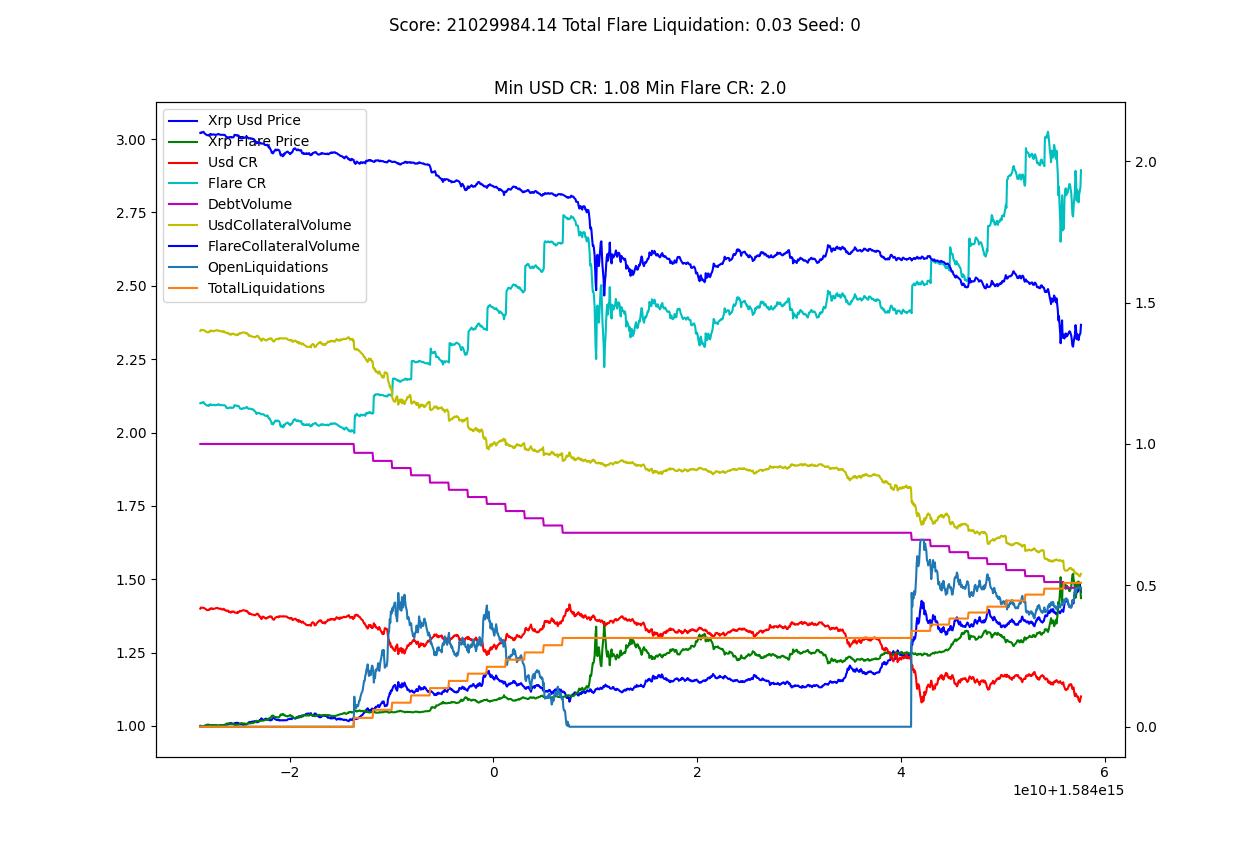 Score: 21029984.14 Total Flare Liquidation: 0.03 Seed: 0
Min USD CR: 1.08 Min Flare CR: 2.0
Xrp Usd Price
Xrp Flare Price
Usd CR
Flare CR
DebtVolume
UsdCollateralVolume
FlareCollateralVolume
OpenLiquidations
TotalLiquidations
3.00
2.75
2.50
2.25
2.00
1.75
1.50
1.25
1.00
2.0
1.5
1.0
0.5
0.0
−2 0 2 4 6
1e10+1.584e15